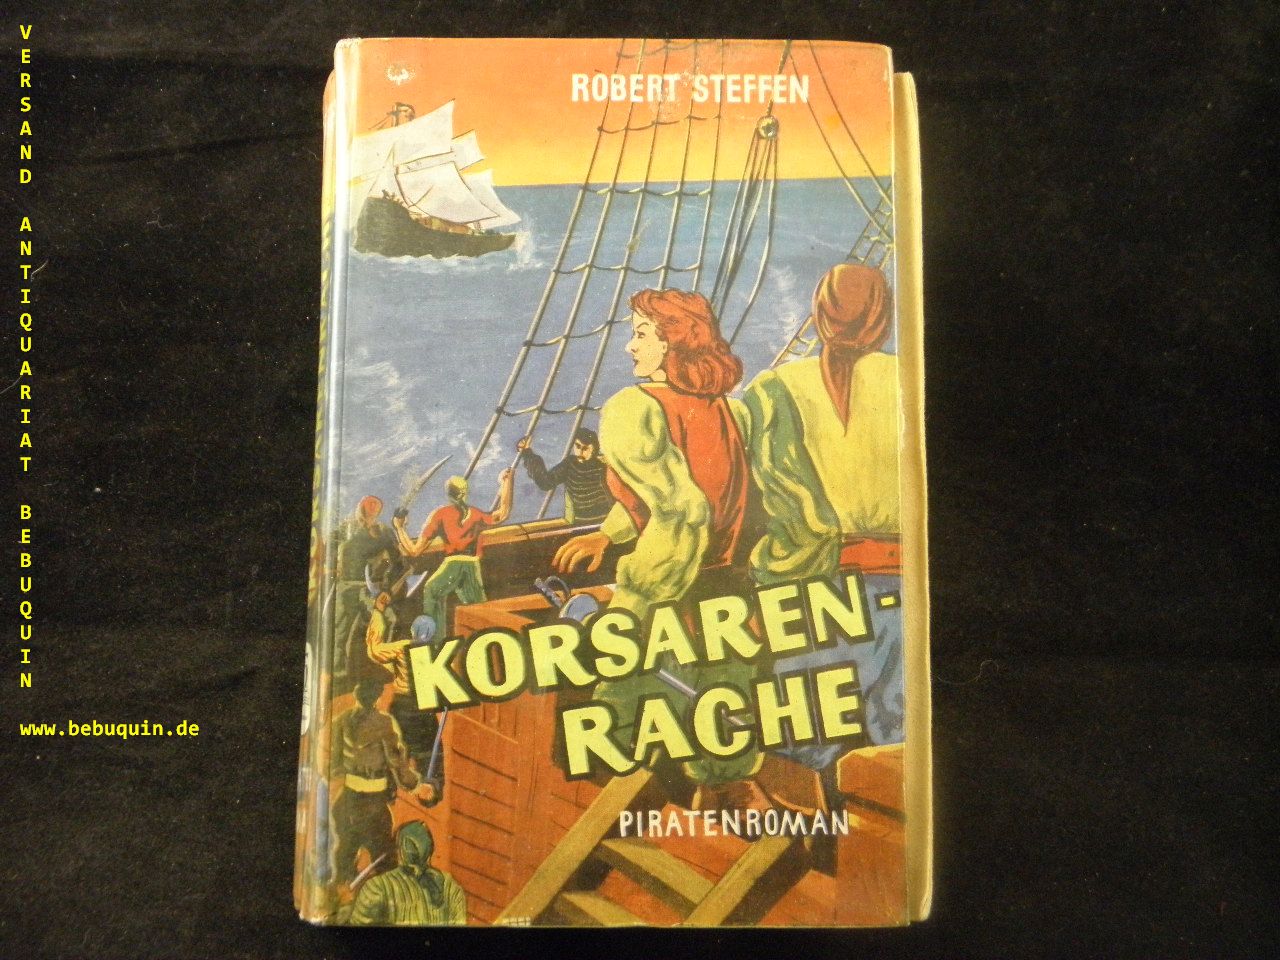 VERSAND ANTIQUARIAT BEBUQUIN
www.bebuquin.de
ROBERT STEFFEN
KORSAREN-
RACHE
PIRATENROMAN